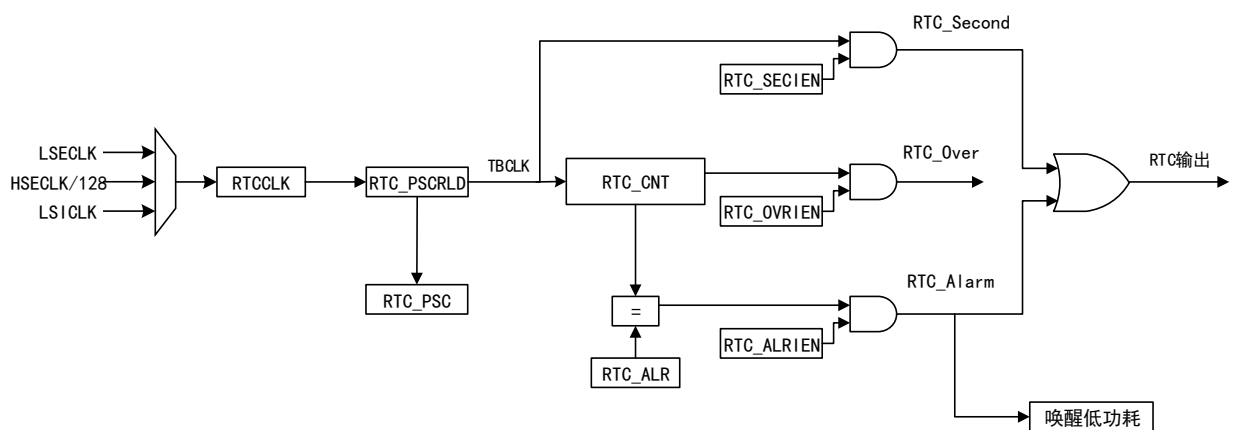 RTC_Second
RTC_SECIEN
LSECLK
HSECLK/128
LSICLK
RTCCLK
RTC_PSCRLD
TBCLK
RTC_CNT
RTC_Over
RTC_OVRIEN
RTC输出
RTC_PSC
=
RTC_Alarm
RTC_ALRIEN
RTC_ALR
唤醒低功耗